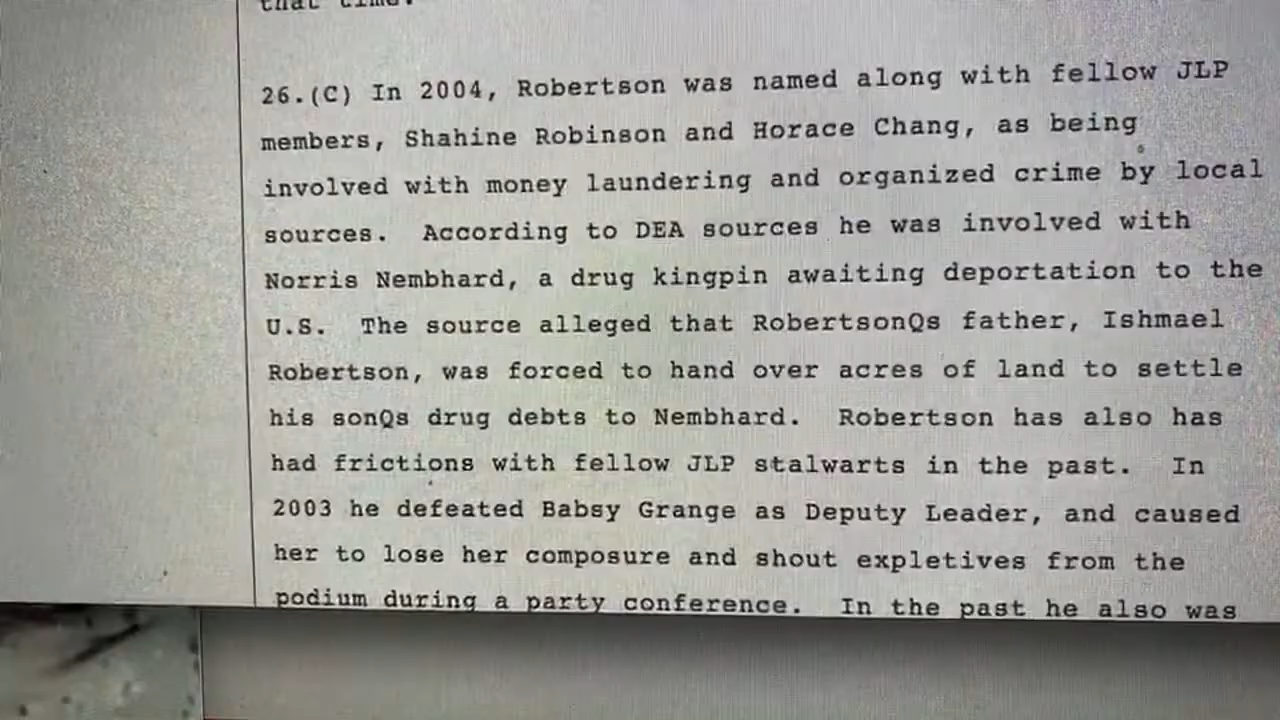 that time.
26.(C) In 2004, Robertson was named along with fellow JLP
members, Shahine Robinson and Horace Chang, as being
involved with money laundering and organized crime by local
sources.  According to DEA sources he was involved with
Norris Nembhard, a drug kingpin awaiting deportation to the
U.S.  The source alleged that RobertsonQs father, Ishmael
Robertson, was forced to hand over acres of land to settle
his sonQs drug debts to Nembhard.  Robertson has also has
had frictions with fellow JLP stalwarts in the past.  In
2003 he defeated Babsy Grange as Deputy Leader, and caused
her to lose her composure and shout expletives from the
podium during a party conference.  In the past he also was